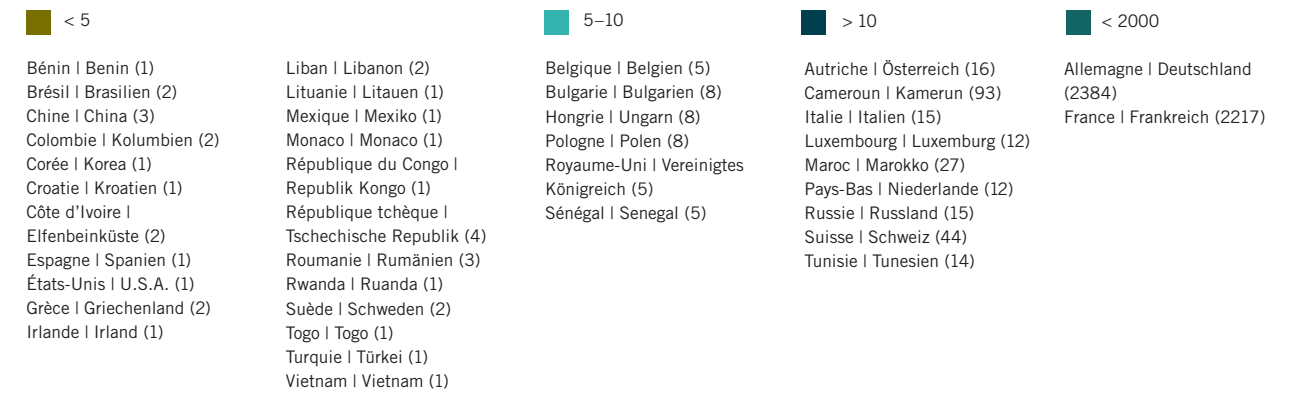 < 5
Bénin | Benin (1)
Brésil | Brasilien (2)
Chine | China (3)
Colombie | Kolumbien (2)
Corée | Korea (1)
Croatie | Kroatien (1)
Côte d’Ivoire |
Elfenbeinküste (2)
Espagne | Spanien (1)
États-Unis | U.S.A. (1)
Grèce | Griechenland (2)
Irlande | Irland (1)
Liban | Libanon (2)
Lituanie | Litauen (1)
Mexique | Mexiko (1)
Monaco | Monaco (1)
République du Congo |
Republik Kongo (1)
République tchèque |
Tschechische Republik (4)
Roumanie | Rumänien (3)
Rwanda | Ruanda (1)
Suède | Schweden (2)
Togo | Togo (1)
Turquie | Türkei (1)
Vietnam | Vietnam (1)
5–10
Belgique | Belgien (5)
Bulgarie | Bulgarien (8)
Hongrie | Ungarn (8)
Pologne | Polen (8)
Royaume-Uni | Vereinigtes
Königreich (5)
Sénégal | Senegal (5)
> 10
Autriche | Österreich (16)
Cameroun | Kamerun (93)
Italie | Italien (15)
Luxembourg | Luxemburg (12)
Maroc | Marokko (27)
Pays-Bas | Niederlande (12)
Russie | Russland (15)
Suisse | Schweiz (44)
Tunisie | Tunesien (14)
< 2000
Allemagne | Deutschland
(2384)
France | Frankreich (2217)